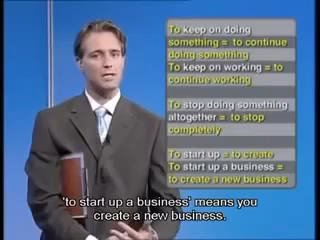 To keep on doing
something = to continue
doing something
To keep on working = to
continue working
To stop doing something
altogether = to stop
completely
To start up = to create
To start up a business =
to create a new business
'to start up a business' means you
create a new business.